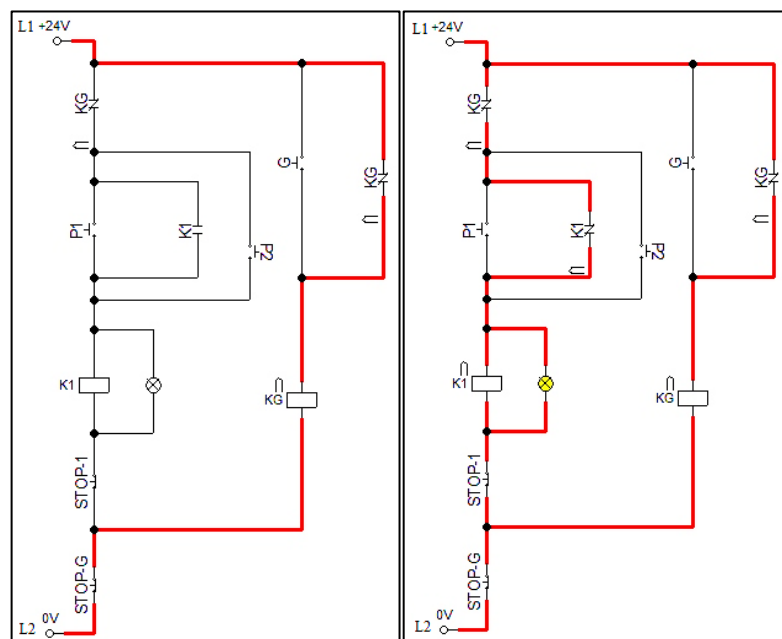 L1 +24V
KG
G
KG
P1
K1
P2
K1
KG
STOP-1
STOP-G
L2 0V
L1 +24V
KG
G
KG
P1
K1
P2
K1
KG
STOP-1
STOP-G
L2 0V